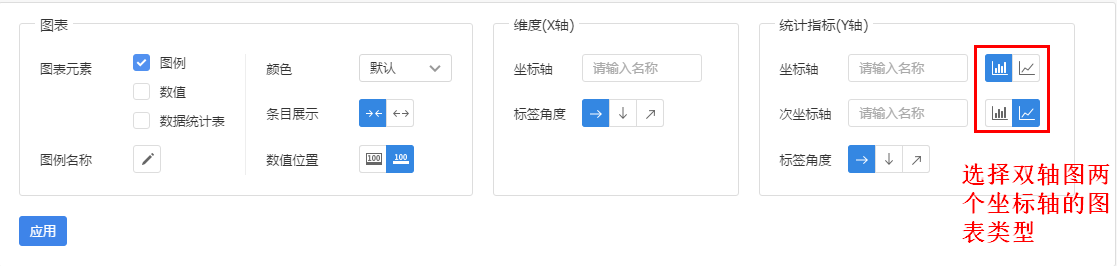 图表
图表元素
图例
数值
数据统计表
图例名称
颜色
默认
条目展示
数值位置
100
100
维度(X轴)
坐标轴
请输入名称
标签角度
统计指标(Y轴)
坐标轴
请输入名称
次坐标轴
请输入名称
标签角度
选择双轴图两
个坐标轴的图
表类型
应用